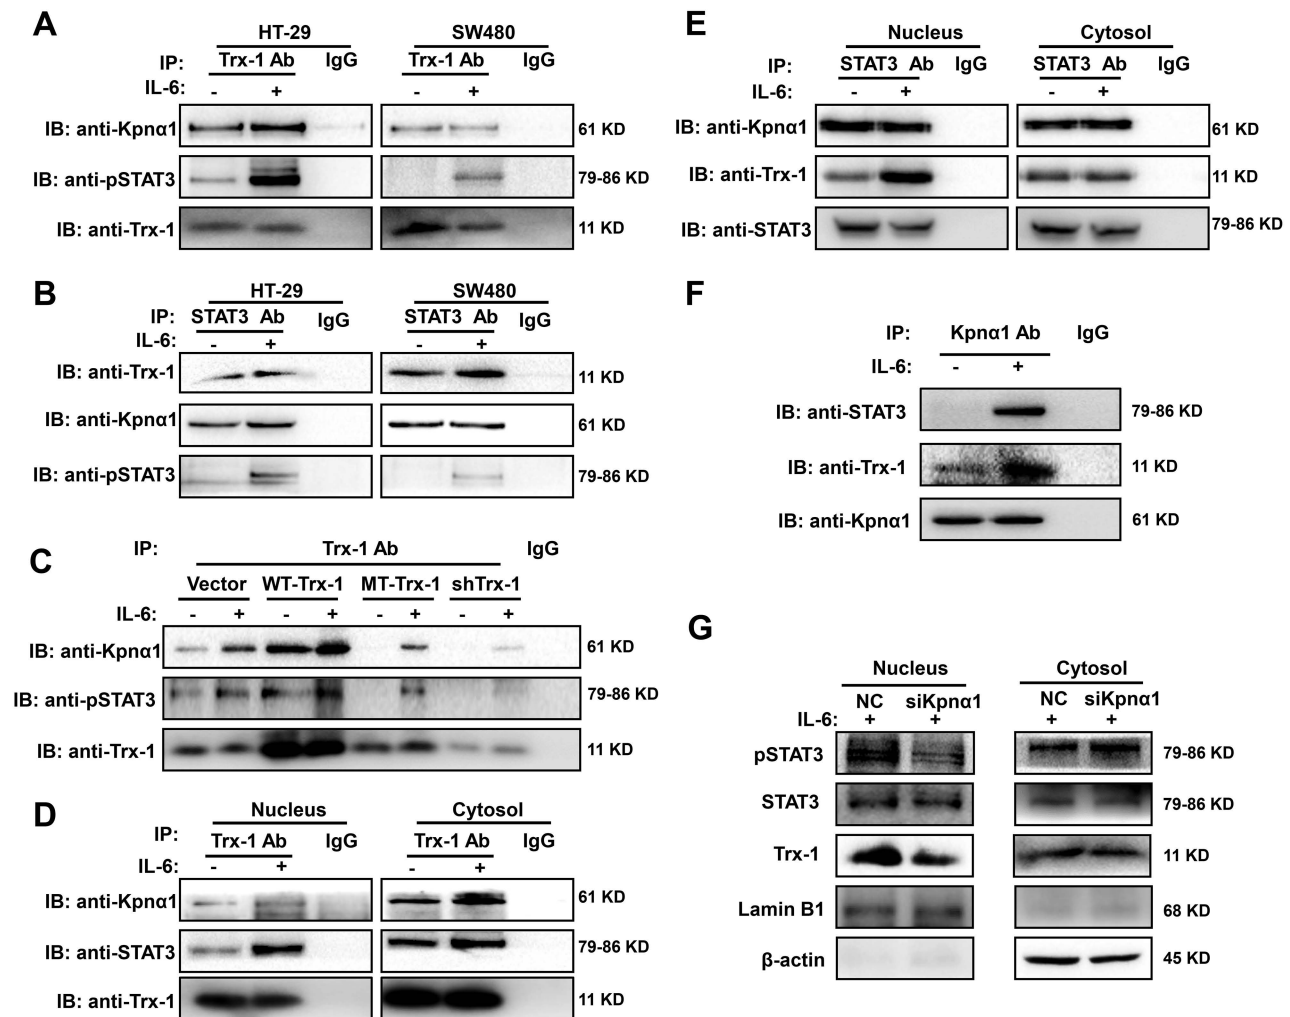 A
HT-29 SW480
IP: Trx-1 Ab IgG Trx-1 Ab IgG
IL-6: - + - +
IB: anti-Kpnα1 61 KD
IB: anti-pSTAT3 79-86 KD
IB: anti-Trx-1 11 KD
B
HT-29 SW480
IP: STAT3 Ab IgG STAT3 Ab IgG
IL-6: - + - +
IB: anti-Trx-1 11 KD
IB: anti-Kpnα1 61 KD
IB: anti-pSTAT3 79-86 KD
C
IP: Trx-1 Ab IgG
Vector WT-Trx-1 MT-Trx-1 shTrx-1
IL-6: - + - + - + - +
IB: anti-Kpnα1 61 KD
IB: anti-pSTAT3 79-86 KD
IB: anti-Trx-1 11 KD
D
Nucleus Cytosol
IP: Trx-1 Ab IgG Trx-1 Ab IgG
IL-6: - + - +
IB: anti-Kpnα1 61 KD
IB: anti-STAT3 79-86 KD
IB: anti-Trx-1 11 KD
E
Nucleus Cytosol
IP: STAT3 Ab IgG STAT3 Ab IgG
IL-6: - + - +
IB: anti-Kpnα1 61 KD
IB: anti-Trx-1 11 KD
IB: anti-STAT3 79-86 KD
F
IP: Kpnα1 Ab IgG
IL-6: - +
IB: anti-STAT3 79-86 KD
IB: anti-Trx-1 11 KD
IB: anti-Kpnα1 61 KD
G
Nucleus Cytosol
NC siKpnα1 NC siKpnα1
IL-6: + + + +
pSTAT3 79-86 KD
STAT3 79-86 KD
Trx-1 11 KD
Lamin B1 68 KD
β-actin 45 KD